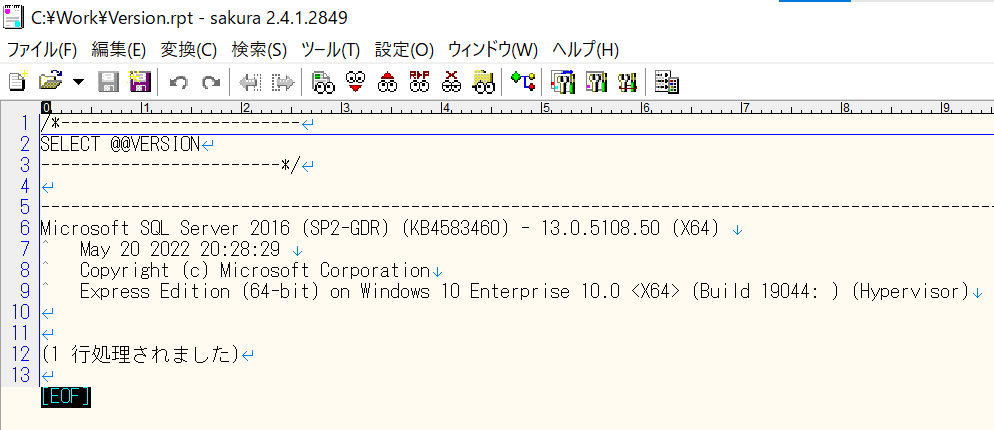 C:¥Work¥Version.rpt - sakura 2.4.1.2849
ファイル(F) 編集(E) 変換(C) 検索(S) ツール(T) 設定(O) ウィンドウ(W) ヘルプ(H)
0 1 2 3 4 5 6 7 8 9
1 /*------------------------↵
2 SELECT @@VERSION↵
3 ------------------------*/↵
4 ↵
5 ------------------------------------------------------------------------------------------------
6 Microsoft SQL Server 2016 (SP2-GDR) (KB4583460) - 13.0.5108.50 (X64) ↓
7 ^ May 20 2022 20:28:29 ↓
8 ^ Copyright (c) Microsoft Corporation↓
9 ^ Express Edition (64-bit) on Windows 10 Enterprise 10.0 <X64> (Build 19044: ) (Hypervisor)↓
10 ↵
11 ↵
12 (1 行処理されました)↵
13 ↵
[EOF]